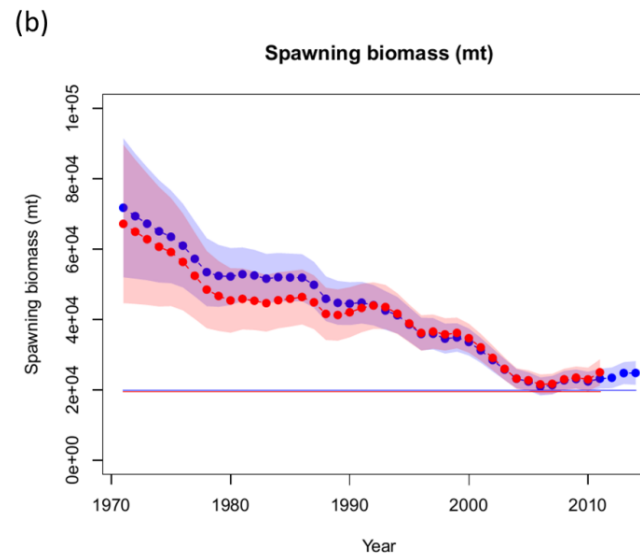 (b)
Spawning biomass (mt)
Spawning biomass (mt)
1e+05
8e+04
6e+04
4e+04
2e+04
0e+00
1970 1980 1990 2000 2010
Year